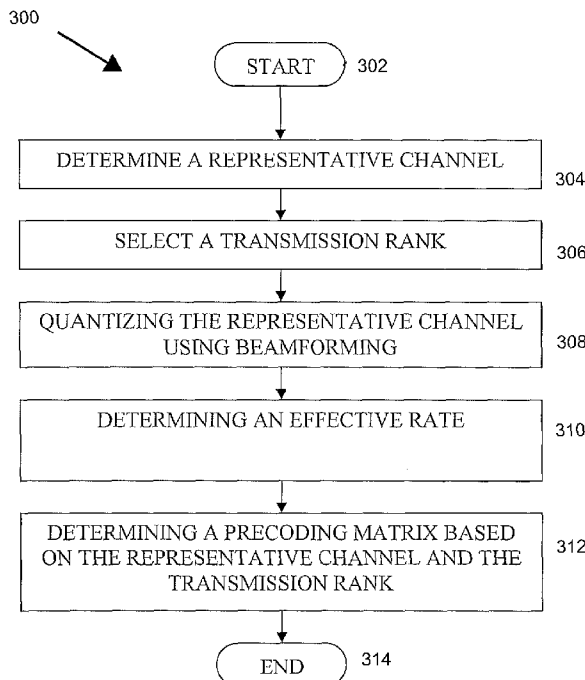 300
START
302
DETERMINE A REPRESENTATIVE CHANNEL
304
SELECT A TRANSMISSION RANK
306
QUANTIZING THE REPRESENTATIVE CHANNEL
USING BEAMFORMING
308
DETERMINING AN EFFECTIVE RATE
310
DETERMINING A PRECODING MATRIX BASED
ON THE REPRESENTATIVE CHANNEL AND THE
TRANSMISSION RANK
312
END
314